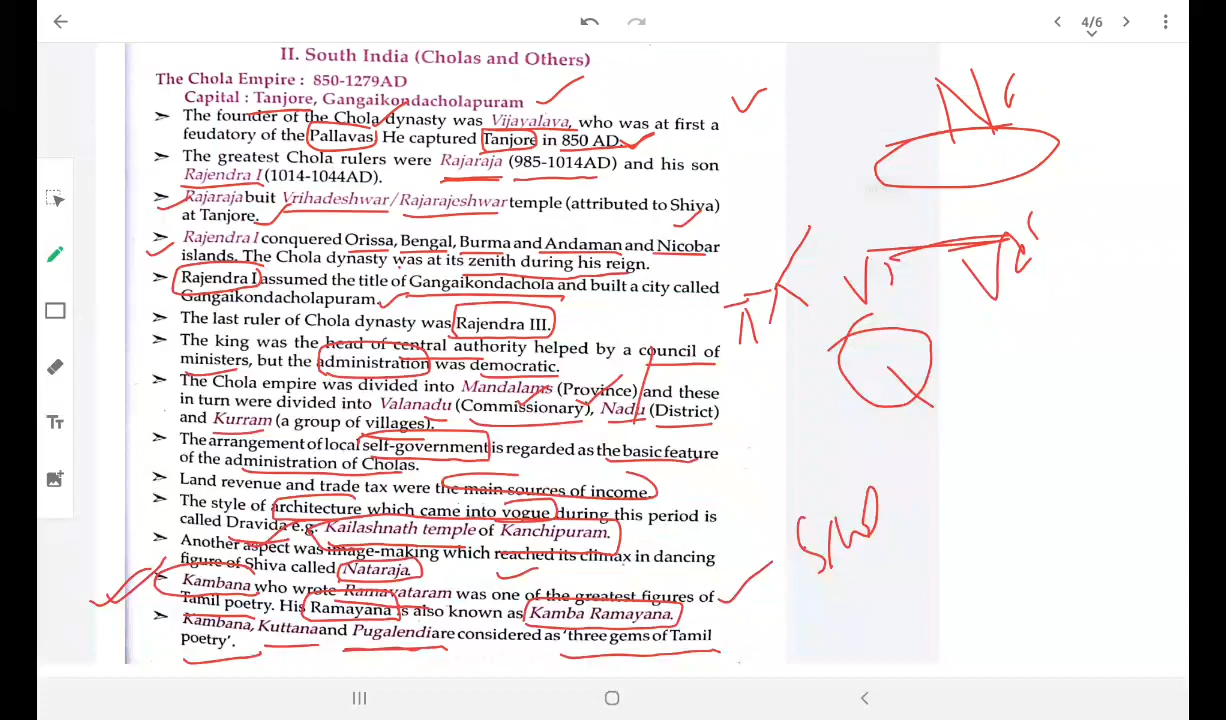 4/6
II. South India (Cholas and Others)
The Chola Empire : 850-1279AD
Capital : Tanjore, Gangaikondacholapuram
➢ The founder of the Chola dynasty was Vijayalava, who was at first a
feudatory of the Pallavas. He captured Tanjore in 850 AD.
➢ The greatest Chola rulers were Rajaraja (985-1014AD) and his son
Rajendra I (1014-1044AD).
➢ Rajaraja buit Vrihadeshwar/Rajarajeshwar temple (attributed to Shiva)
at Tanjore.
➢ Rajendra I conquered Orissa, Bengal, Burma and Andaman and Nicobar
islands. The Chola dynasty was at its zenith during his reign.
➢ Rajendra I assumed the title of Gangaikondachola and built a city called
Gangaikondacholapuram.
➢ The last ruler of Chola dynasty was Rajendra III.
➢ The king was the head of central authority helped by a council of
ministers, but the administration was democratic.
➢ The Chola empire was divided into Mandalams (Province) and these
in turn were divided into Valanadu (Commissionary), Nadu (District)
and Kurram (a group of villages).
➢ The arrangement of local self-government is regarded as the basic feature
of the administration of Cholas.
➢ Land revenue and trade tax were the main sources of income.
➢ The style of architecture which came into vogue during this period is
called Dravida e.g. Kailashnath temple of Kanchipuram.
➢ Another aspect was image-making which reached its climax in dancing
figure of Shiva called Nataraja.
➢ Kambana who wrote Ramavataram was one of the greatest figures of
Tamil poetry. His Ramayana is also known as Kamba Ramayana.
➢ Kambana, Kuttana and Pugalendi are considered as 'three gems of Tamil
poetry'.